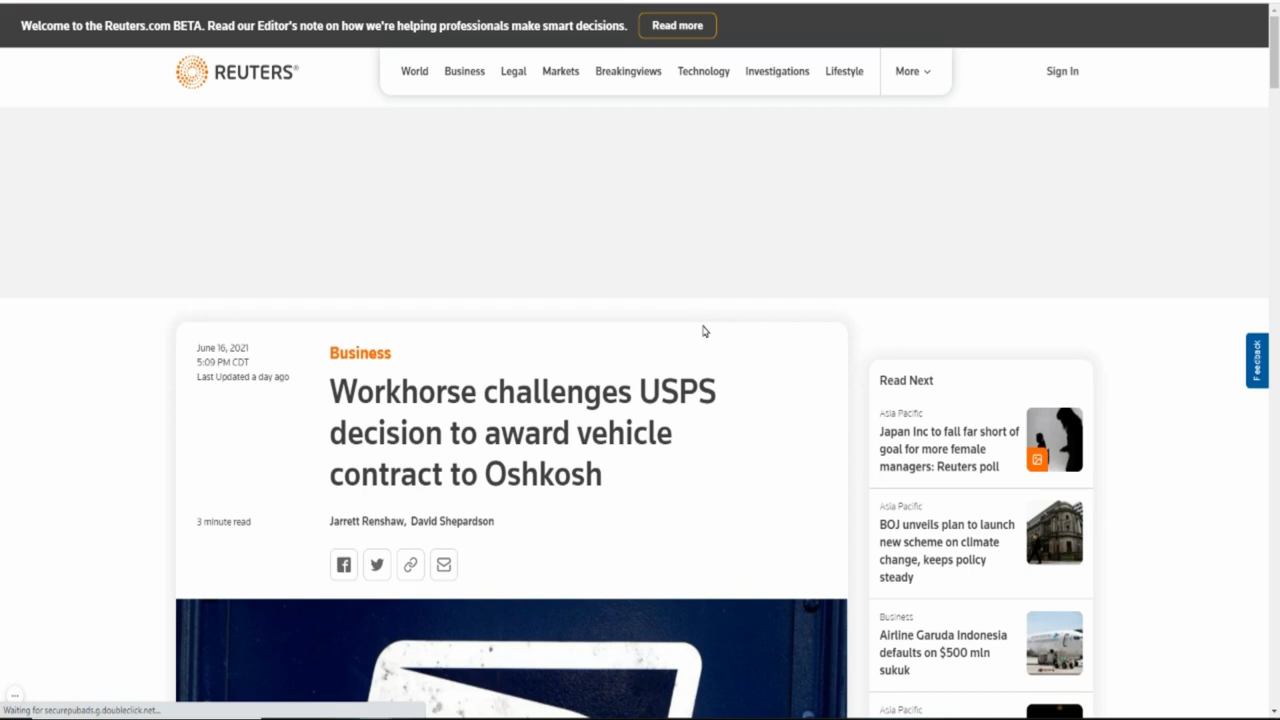 Welcome to the Reuters.com BETA. Read our Editor's note on how we're helping professionals make smart decisions.
Read more
REUTERS®
World
Business
Legal
Markets
Breakingviews
Technology
Investigations
Lifestyle
More
Sign In
June 16, 2021
5:09 PM CDT
Last Updated a day ago
Business
Workhorse challenges USPS
decision to award vehicle
contract to Oshkosh
3 minute read
Jarrett Renshaw, David Shepardson
Feedback
Read Next
Asia Pacific
Japan Inc to fall far short of
goal for more female
managers: Reuters poll
Asia Pacific
BOJ unveils plan to launch
new scheme on climate
change, keeps policy
steady
Business
Airline Garuda Indonesia
defaults on $500 mln
sukuk
Asia Pacific
Waiting for securepubads.g.doubleclick.net...